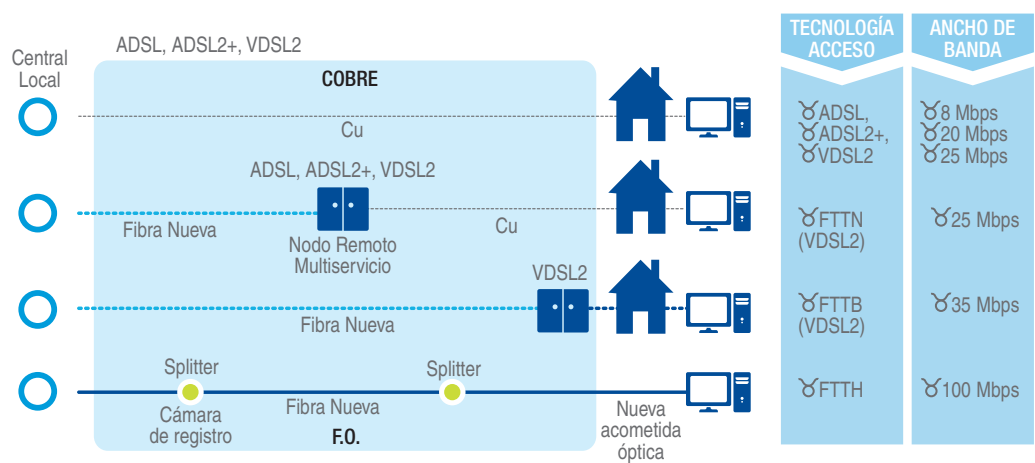 ADSL, ADSL2+, VDSL2
Central
Local
COBRE
Cu
ADSL, ADSL2+, VDSL2
Fibra Nueva
Cu
Nodo Remoto
Multiservicio
VDSL2
Fibra Nueva
Splitter
Splitter
Cámara
de registro
Fibra Nueva
F.O.
Nueva
acometida
óptica
TECNOLOGÍA
ACCESO
ANCHO DE
BANDA
ADSL,
8 Mbps
ADSL2+,
20 Mbps
VDSL2
25 Mbps
FTTN
25 Mbps
(VDSL2)
FTTB
35 Mbps
(VDSL2)
FTTH
100 Mbps